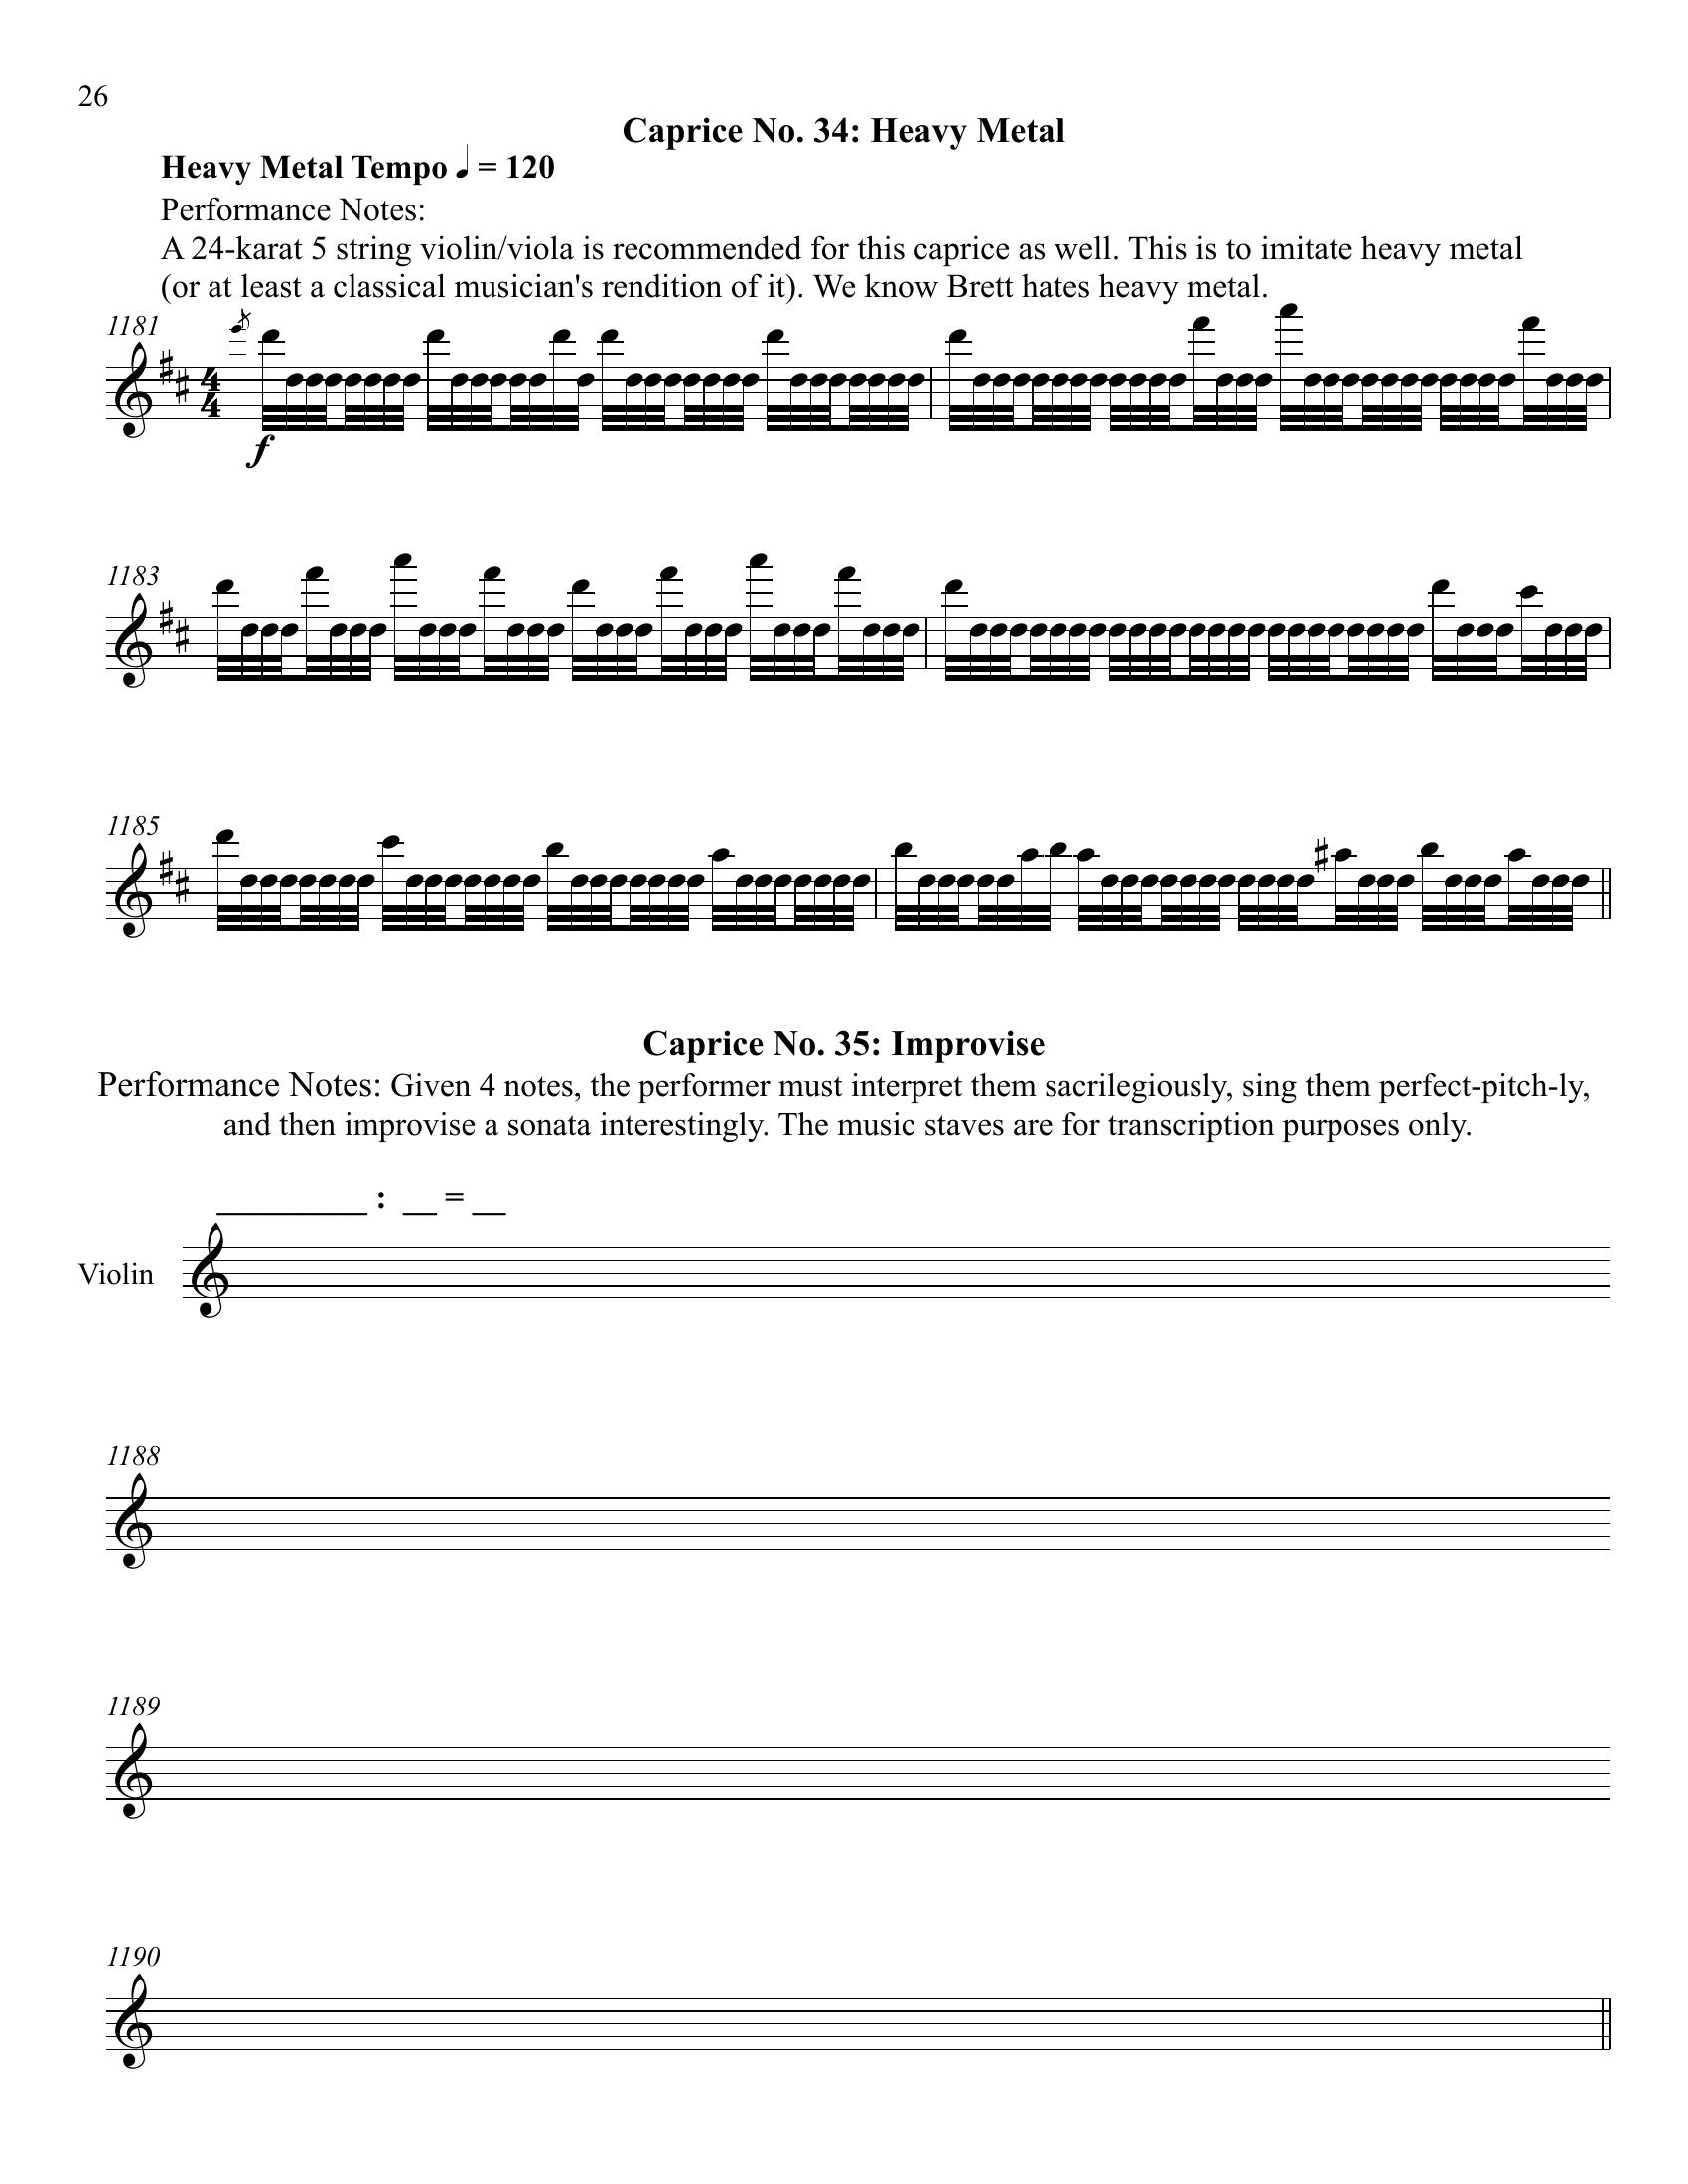 26
Caprice No. 34: Heavy Metal
Heavy Metal Tempo ♩ = 120
Performance Notes:
A 24-karat 5 string violin/viola is recommended for this caprice as well. This is to imitate heavy metal
(or at least a classical musician's rendition of it). We know Brett hates heavy metal.
1181
4
4
f
1183
1185
Caprice No. 35: Improvise
Performance Notes: Given 4 notes, the performer must interpret them sacrilegiously, sing them perfect-pitch-ly,
and then improvise a sonata interestingly. The music staves are for transcription purposes only.
_________ : __ = __
Violin
1188
1189
1190